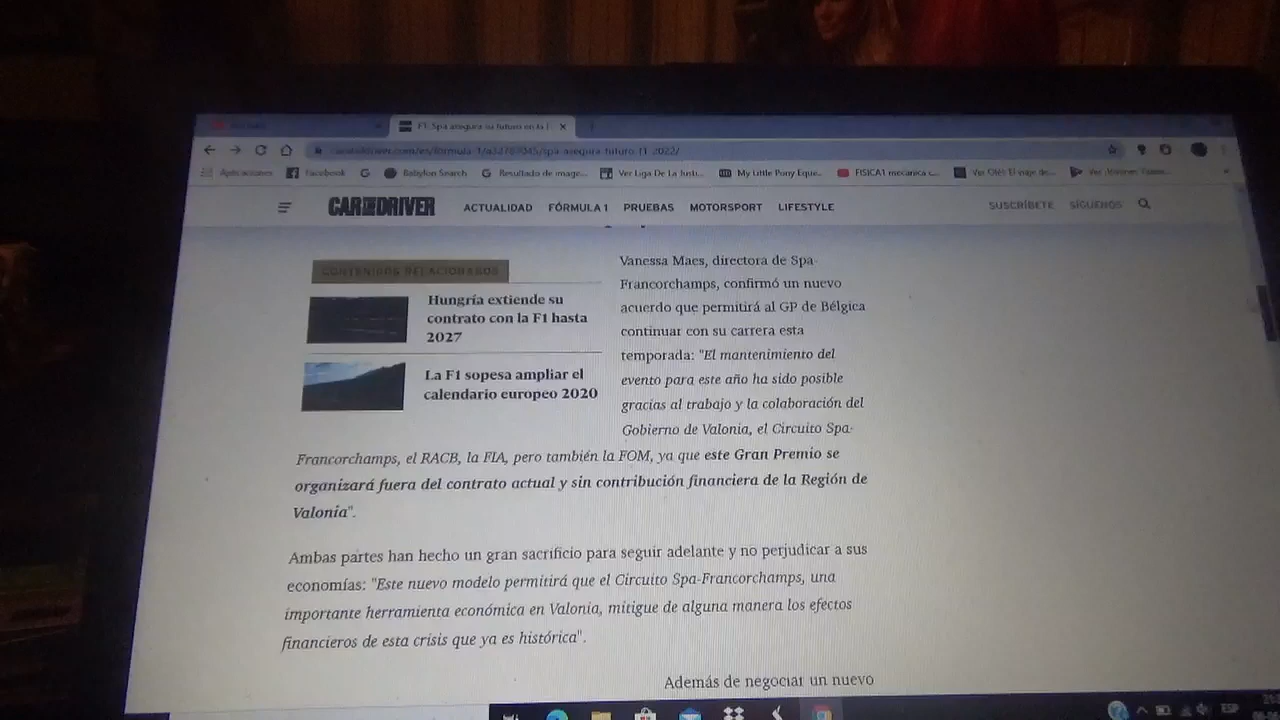 F1: Spa asegura su futuro en la
caranddriver.com/es/formula-1/a32783045/spa-asegura-futuro-f1-2022/
Aplicaciones Facebook Babylon Search Resultado de image... Ver Liga De La Justi... My Little Pony Eque... FISICA1 mecanica c... Ver Olé! El viaje de...
CAR AND DRIVER ACTUALIDAD FÓRMULA 1 PRUEBAS MOTORSPORT LIFESTYLE SUSCRÍBETE SÍGUENOS
CONTENIDOS RELACIONADOS
Hungría extiende su
contrato con la F1 hasta
2027
La F1 sopesa ampliar el
calendario europeo 2020
Vanessa Maes, directora de Spa-
Francorchamps, confirmó un nuevo
acuerdo que permitirá al GP de Bélgica
continuar con su carrera esta
temporada: "El mantenimiento del
evento para este año ha sido posible
gracias al trabajo y la colaboración del
Gobierno de Valonia, el Circuito Spa-
Francorchamps, el RACB, la FIA, pero también la FOM, ya que este Gran Premio se
organizará fuera del contrato actual y sin contribución financiera de la Región de
Valonia".
Ambas partes han hecho un gran sacrificio para seguir adelante y no perjudicar a sus
economías: "Este nuevo modelo permitirá que el Circuito Spa-Francorchamps, una
importante herramienta económica en Valonia, mitigue de alguna manera los efectos
financieros de esta crisis que ya es histórica".
Además de negociar un nuevo
ESP